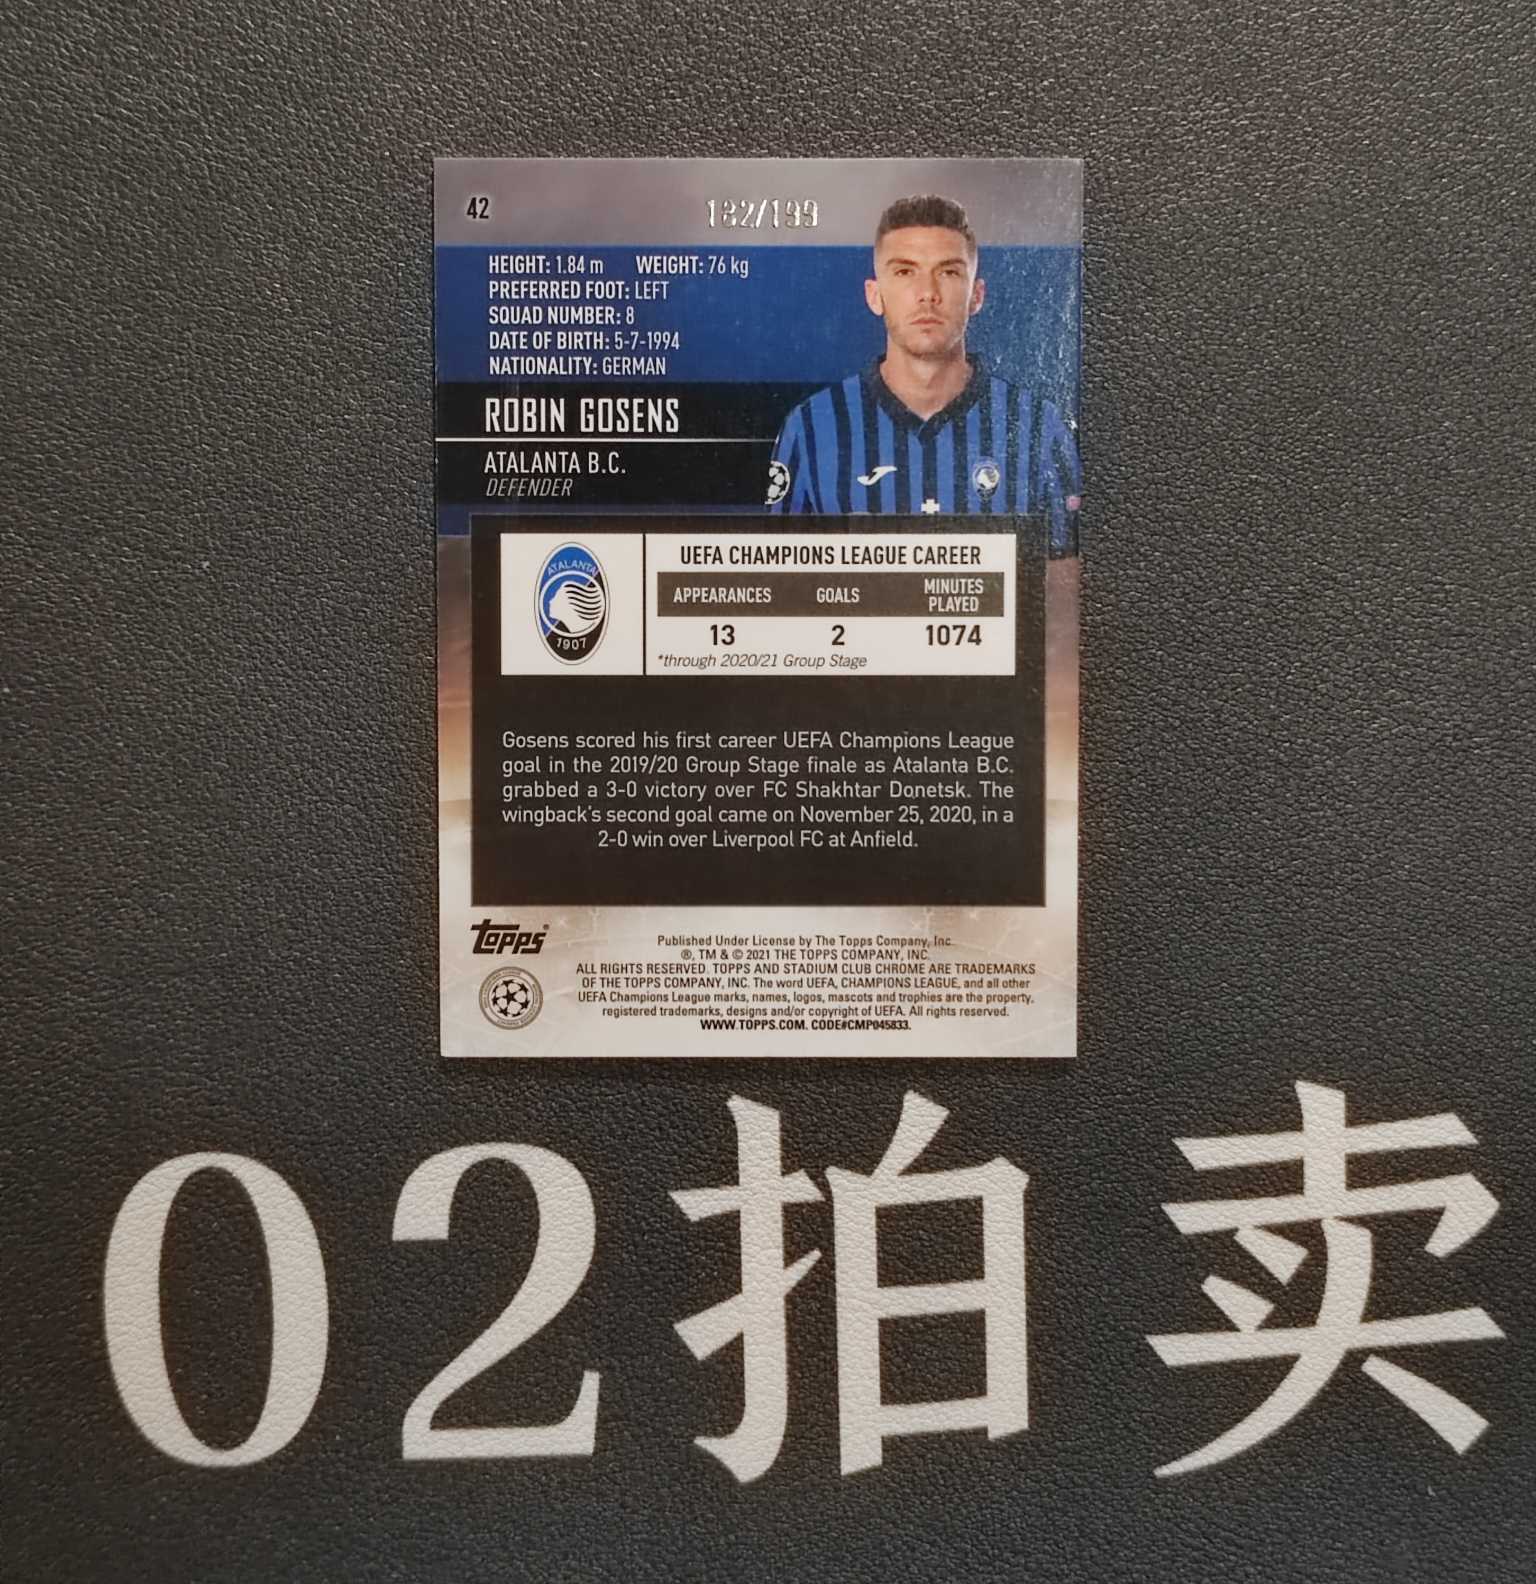 42
182/199
HEIGHT: 1.84 m WEIGHT: 76 kg
PREFERRED FOOT: LEFT
SQUAD NUMBER: 8
DATE OF BIRTH: 5-7-1994
NATIONALITY: GERMAN
ROBIN GOSENS
ATALANTA B.C.
DEFENDER
ATALANTA
1907
UEFA CHAMPIONS LEAGUE CAREER
APPEARANCES GOALS MINUTES PLAYED
13 2 1074
*through 2020/21 Group Stage
Gosens scored his first career UEFA Champions League
goal in the 2019/20 Group Stage finale as Atalanta B.C.
grabbed a 3-0 victory over FC Shakhtar Donetsk. The
wingback's second goal came on November 25, 2020, in a
2-0 win over Liverpool FC at Anfield.
Topps®
Published Under License by The Topps Company, Inc.
®, TM & © 2021 THE TOPPS COMPANY, INC.
ALL RIGHTS RESERVED. TOPPS AND STADIUM CLUB CHROME ARE TRADEMARKS
OF THE TOPPS COMPANY, INC. The word UEFA, CHAMPIONS LEAGUE, and all other
UEFA Champions League marks, names, logos, mascots and trophies are the property,
registered trademarks, designs and/or copyright of UEFA. All rights reserved.
WWW.TOPPS.COM. CODE#CMP045833.
02拍卖